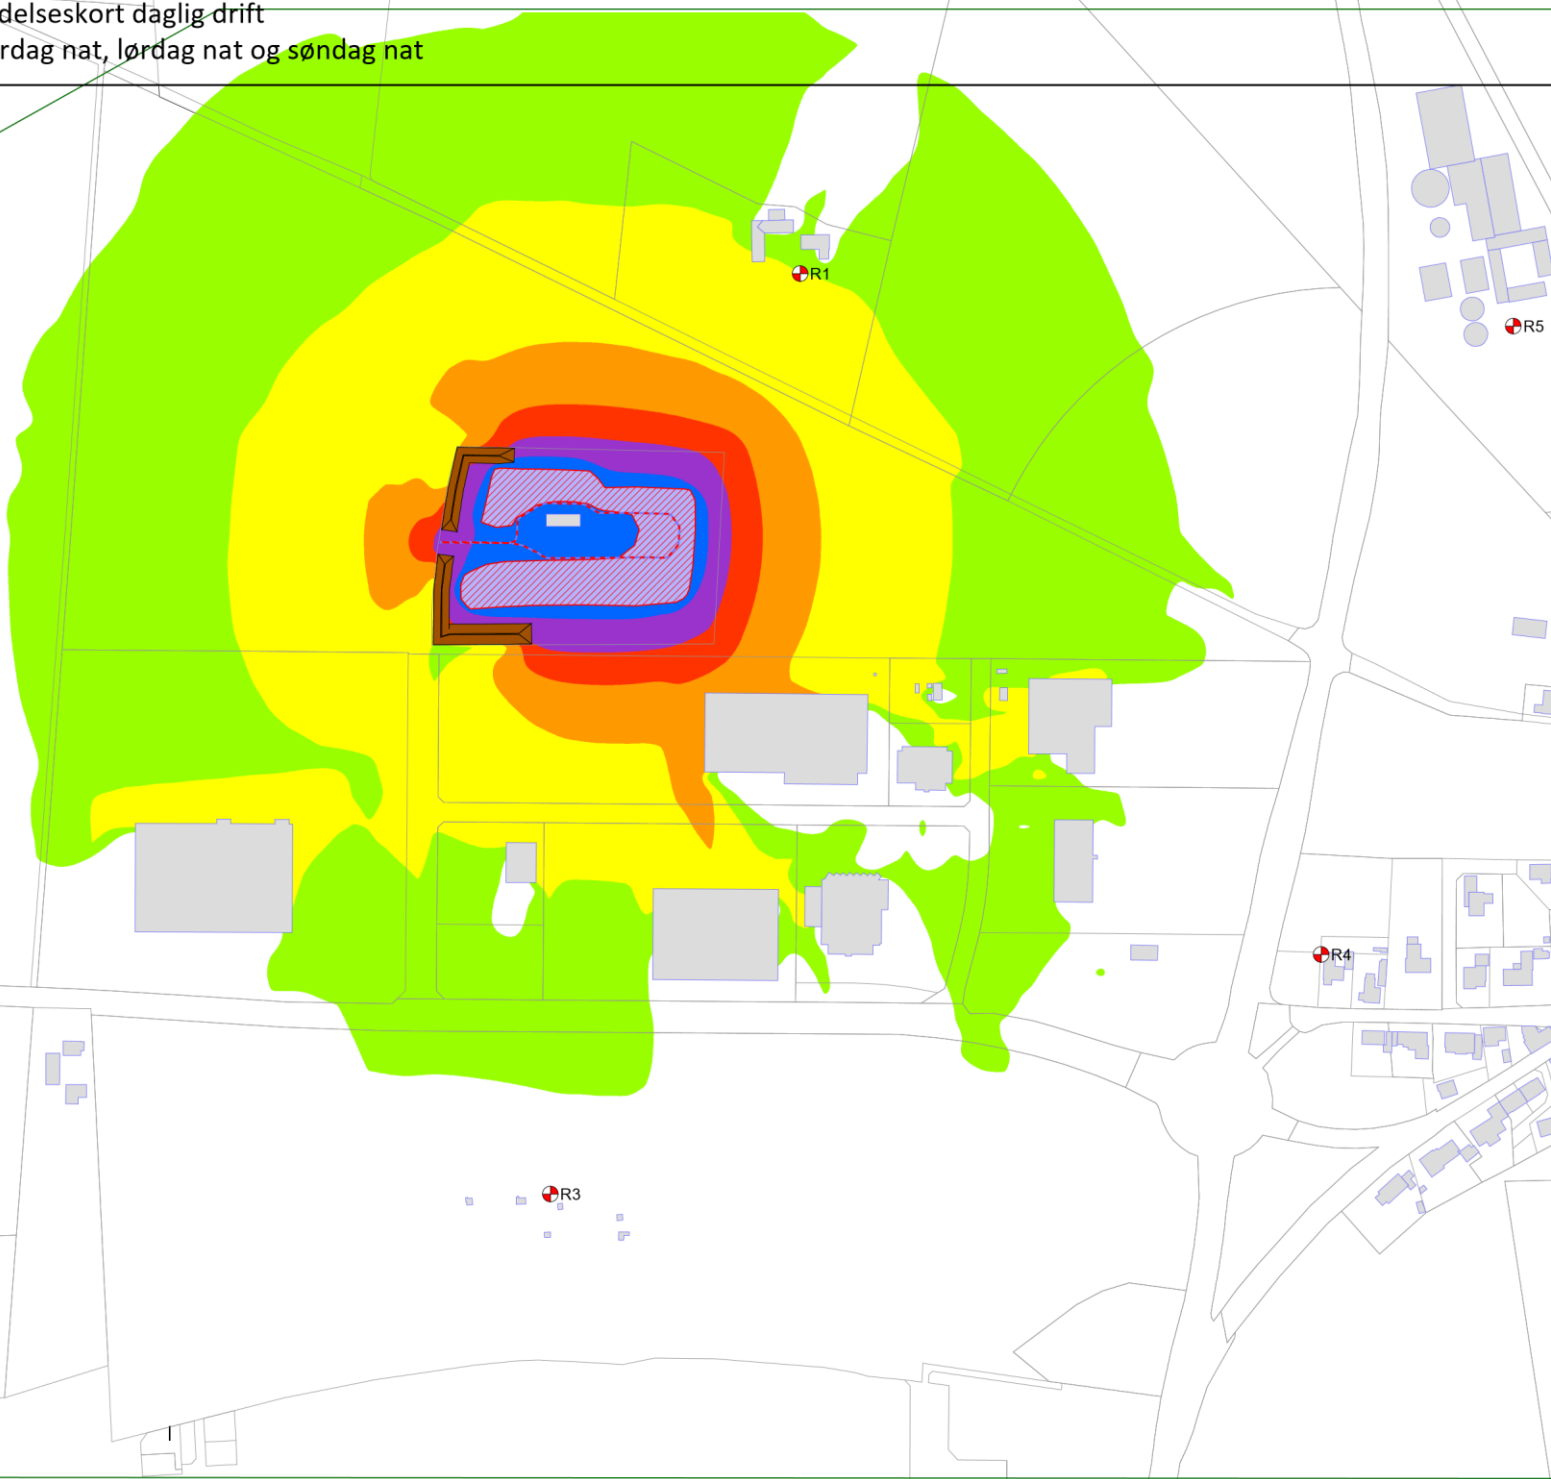 delseskort daglig drift
rdag nat, lørdag nat og søndag nat
R1
R5
R4
R3